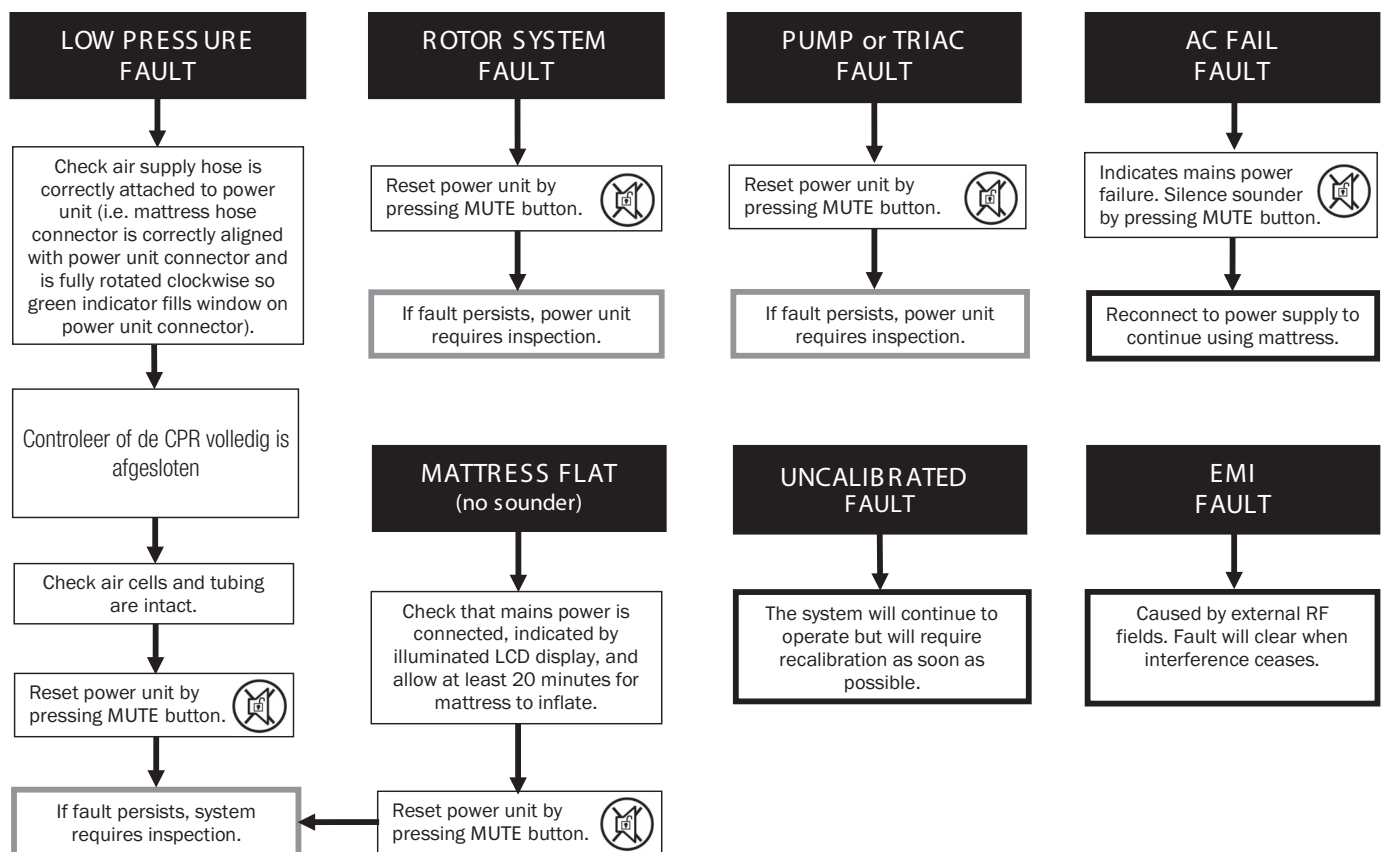 LOW PRESSURE
FAULT
Check air supply hose is
correctly attached to power
unit (i.e. mattress hose
connector is correctly aligned
with power unit connector and
is fully rotated clockwise so
green indicator fills window on
power unit connector).
Controleer of de CPR volledig is
afgesloten
Check air cells and tubing
are intact.
Reset power unit by
pressing MUTE button.
If fault persists, system
requires inspection.
ROTOR SYSTEM
FAULT
Reset power unit by
pressing MUTE button.
If fault persists, power unit
requires inspection.
MATTRESS FLAT
(no sounder)
Check that mains power is
connected, indicated by
illuminated LCD display, and
allow at least 20 minutes for
mattress to inflate.
Reset power unit by
pressing MUTE button.
PUMP or TRIAC
FAULT
Reset power unit by
pressing MUTE button.
If fault persists, power unit
requires inspection.
UNCALIBRATED
FAULT
The system will continue to
operate but will require
recalibration as soon as
possible.
AC FAIL
FAULT
Indicates mains power
failure. Silence sounder
by pressing MUTE button.
Reconnect to power supply to
continue using mattress.
EMI
FAULT
Caused by external RF
fields. Fault will clear when
interference ceases.